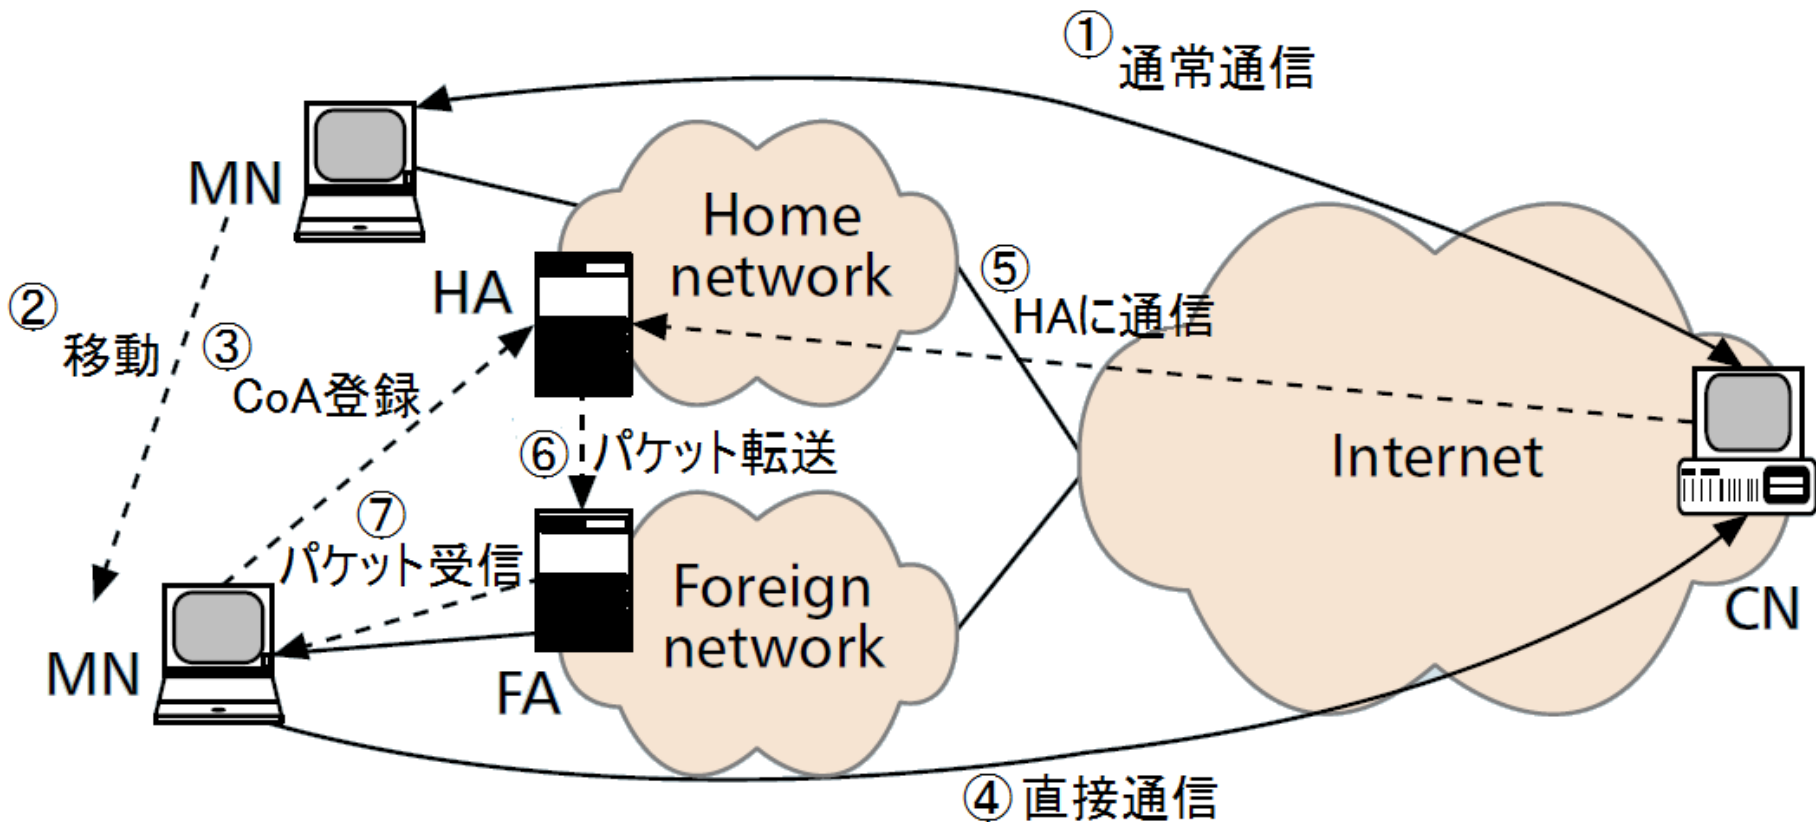 ①
通常通信
MN
Home
network
HA
⑤
HAに通信
②
移動
③
CoA登録
⑥
パケット転送
Internet
⑦
パケット受信
Foreign
network
CN
MN
FA
④直接通信